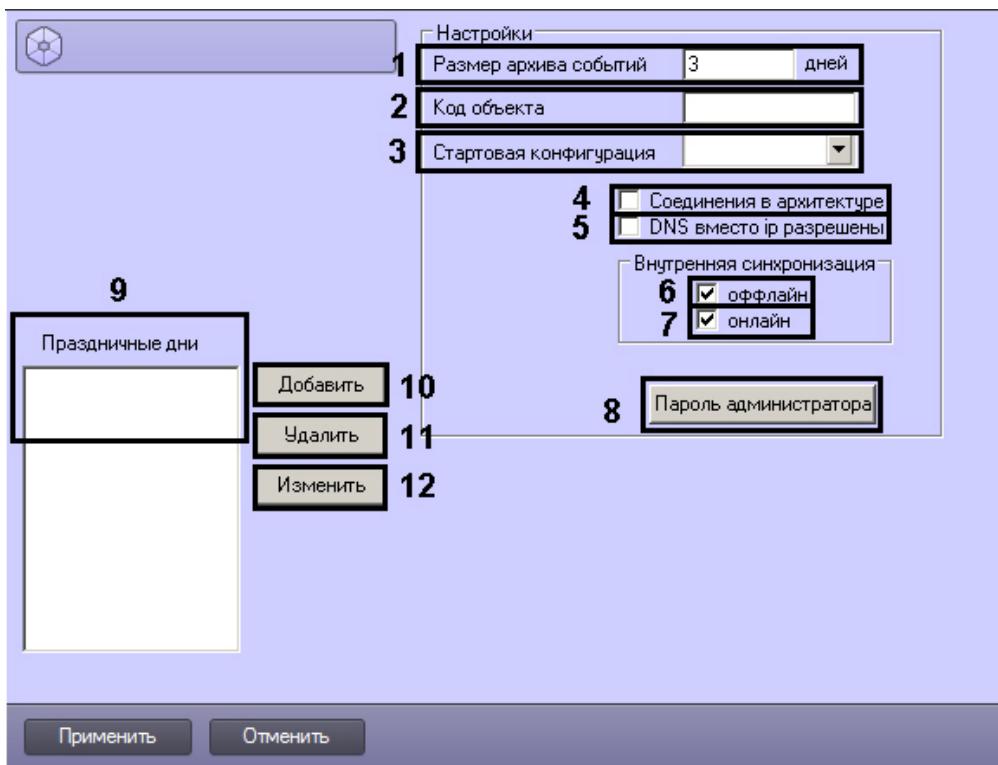 Настройки
1 Размер архива событий 3 дней
2 Код объекта
3 Стартовая конфигурация
4 Соединения в архитектуре
5 DNS вместо ip разрешены
Внутренняя синхронизация
6 оффлайн
7 онлайн
8 Пароль администратора
9
Праздничные дни
Добавить 10
Удалить 11
Изменить 12
Применить Отменить